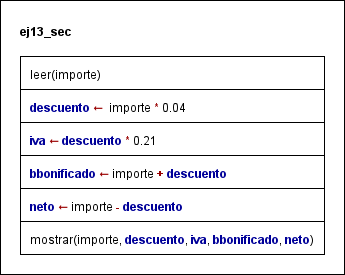 ej13_sec
leer(importe)
descuento ← importe * 0.04
iva ← descuento * 0.21
bbonificado ← importe + descuento
neto ← importe - descuento
mostrar(importe, descuento, iva, bbonificado, neto)